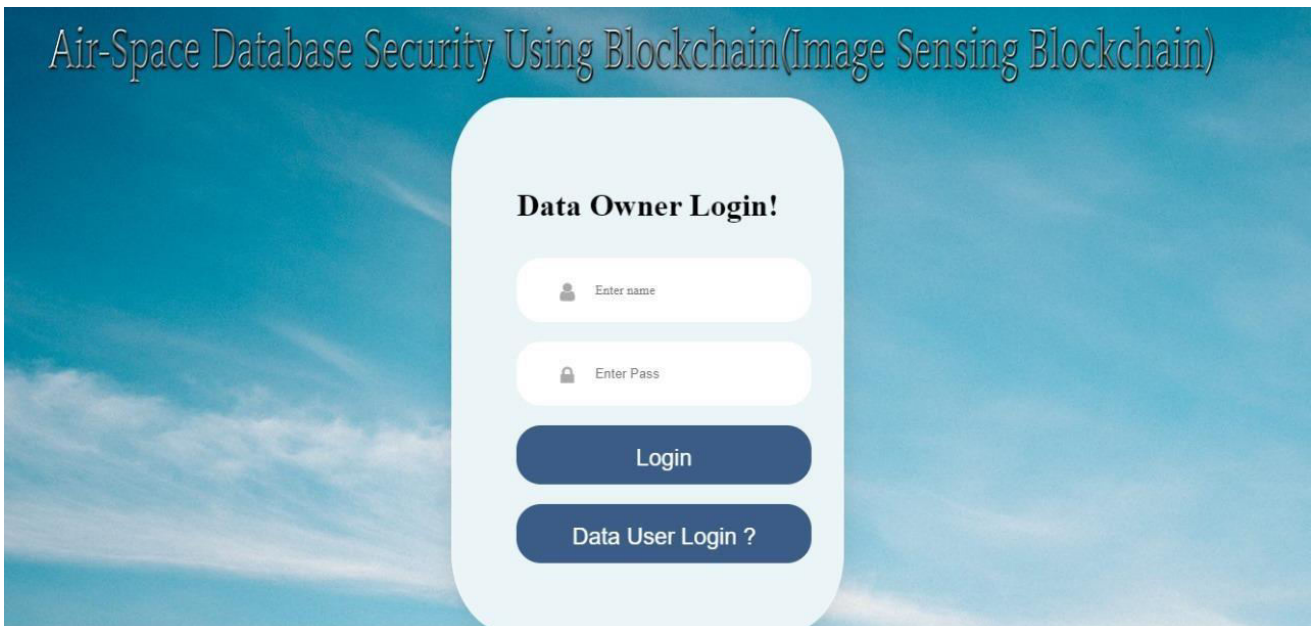 Air-Space Database Security Using Blockchain(Image Sensing Blockchain)
Data Owner Login!
Enter name
Enter Pass
Login
Data User Login ?